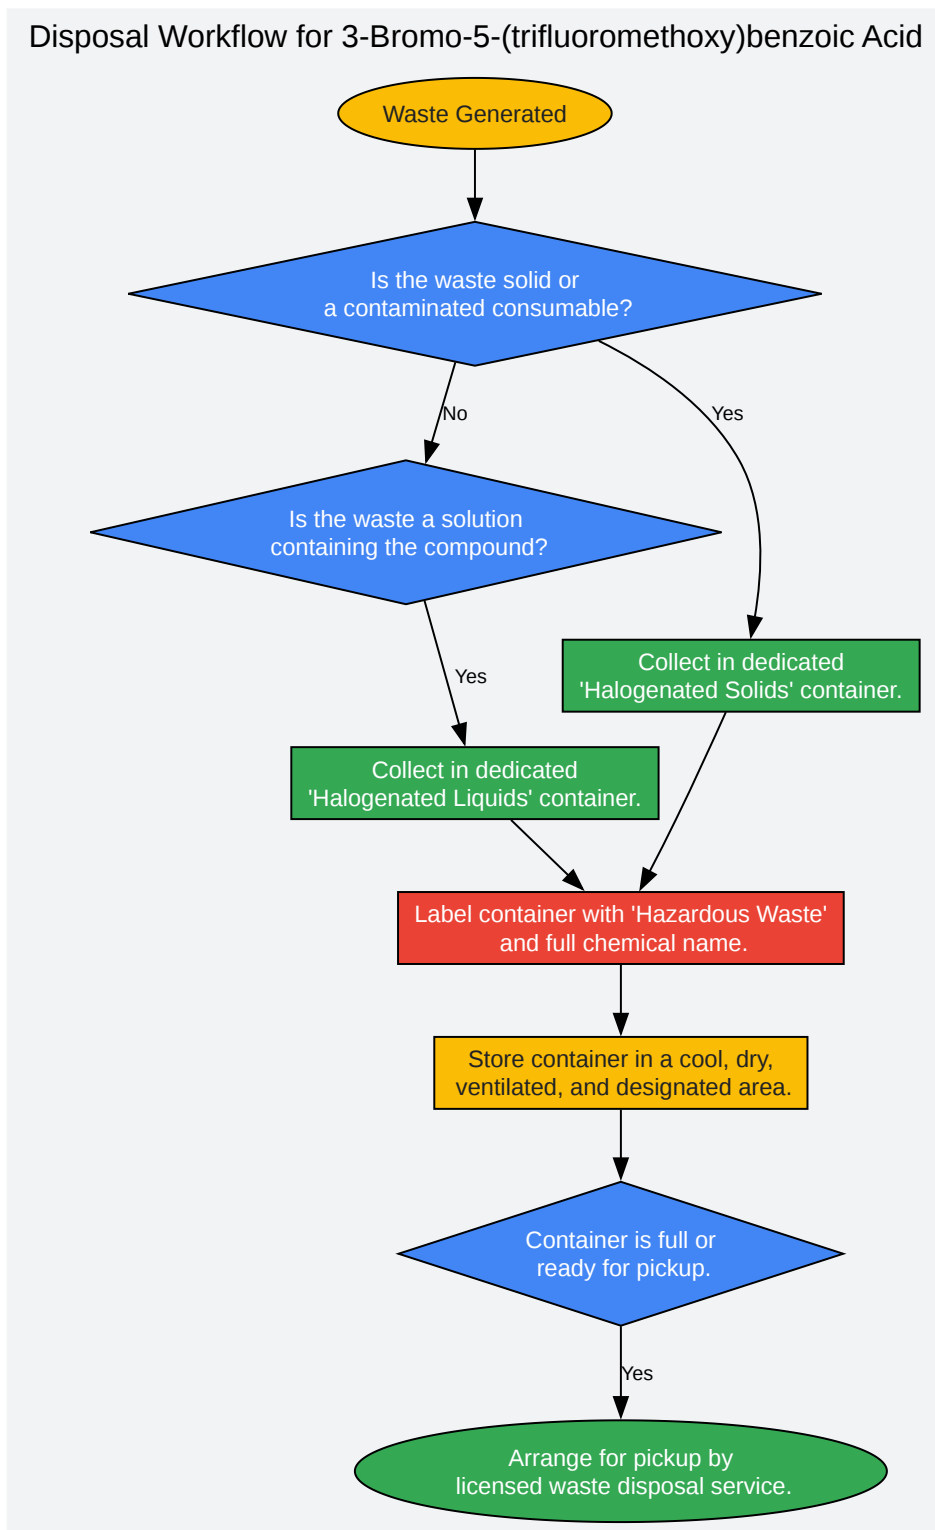 Disposal Workflow for 3-Bromo-5-(trifluoromethoxy)benzoic Acid
Waste Generated
Is the waste solid or
a contaminated consumable?
No
Yes
Is the waste a solution
containing the compound?
Yes
Collect in dedicated
'Halogenated Solids' container.
Collect in dedicated
'Halogenated Liquids' container.
Label container with 'Hazardous Waste'
and full chemical name.
Store container in a cool, dry,
ventilated, and designated area.
Container is full or
ready for pickup.
Yes
Arrange for pickup by
licensed waste disposal service.